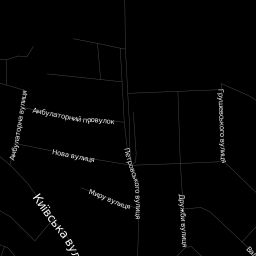 Амбулаторна вулиця
Амбулаторний провулок
Грушевського вулиця
Нова вулиця
Петровського вулиця
Миру вулиця
Дружби вулиця
Київська вул